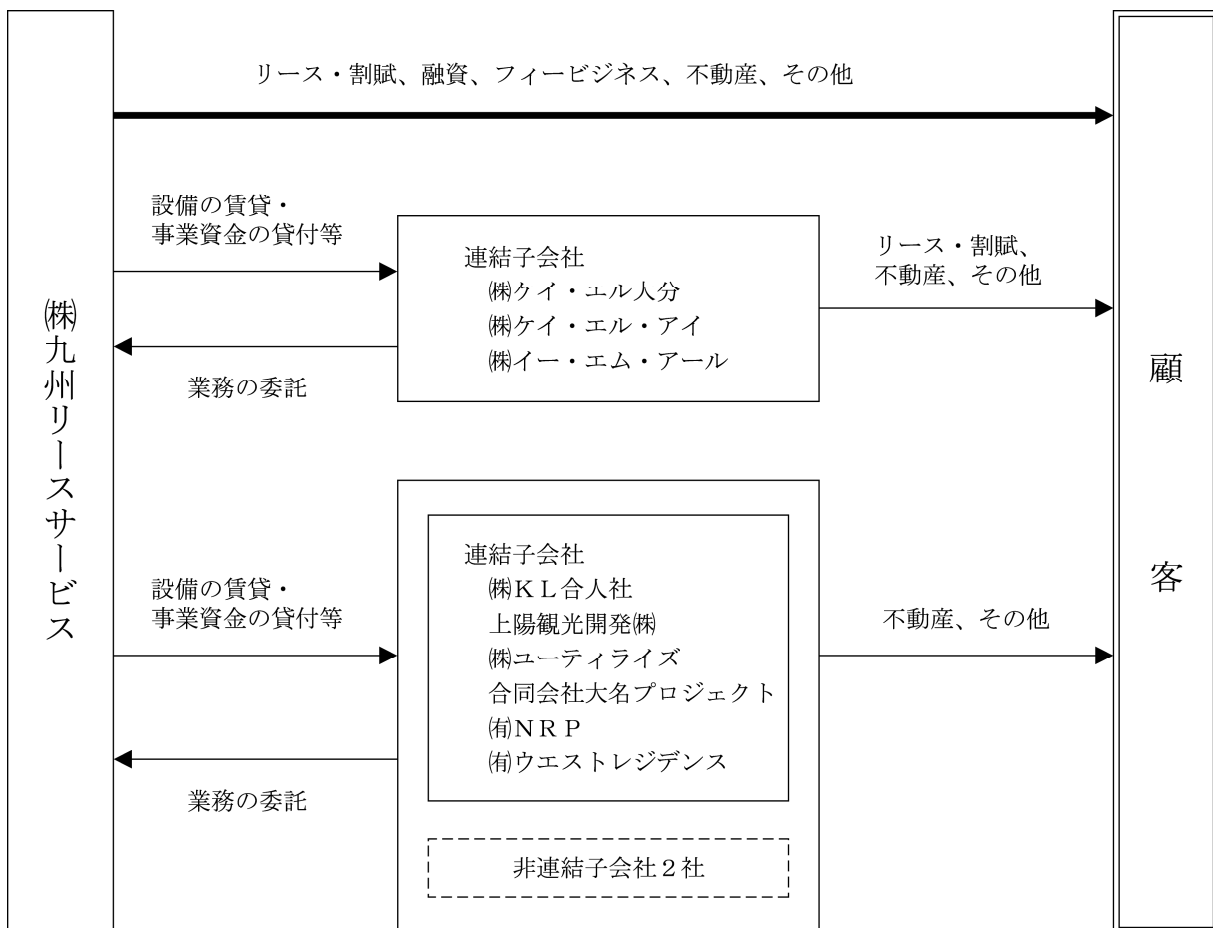 リース・割賦、融資、フィービジネス、不動産、その他
㈱九州リースサービス
設備の賃貸・
事業資金の貸付等
業務の委託
連結子会社
㈱ケイ・エル大分
㈱ケイ・エル・アイ
㈱イー・エム・アール
リース・割賦、
不動産、その他
顧客
設備の賃貸・
事業資金の貸付等
業務の委託
連結子会社
㈱ＫＬ合人社
上陽観光開発㈱
㈱ユーティライズ
合同会社大名プロジェクト
㈲ＮＲＰ
㈲ウエストレジデンス
非連結子会社２社
不動産、その他